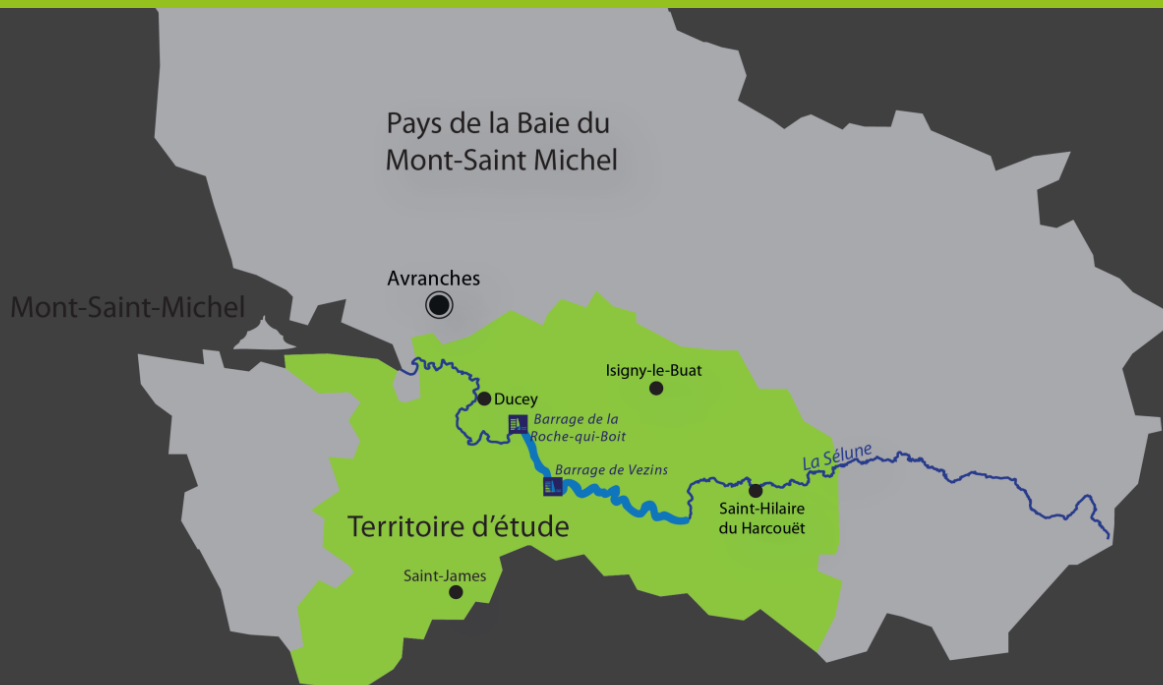 Pays de la Baie du
Mont-Saint Michel
Avranches
Mont-Saint-Michel
Isigny-le-Buat
Ducey
Barrage de la
Roche-qui-Boit
La Sélune
Barrage de Vezins
Saint-Hilaire
du Harcouët
Territoire d'étude
Saint-James